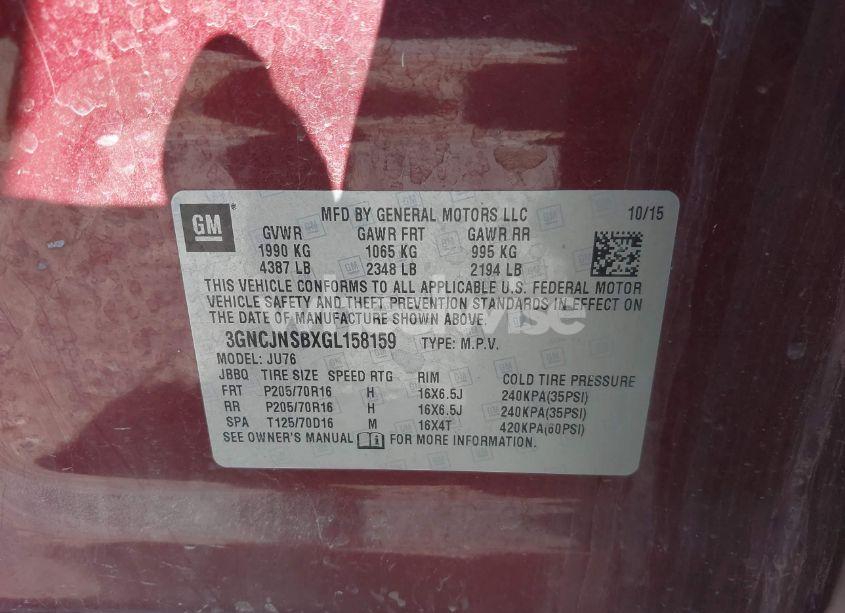 GM ®
MFD BY GENERAL MOTORS LLC 10/15
GVWR GAWR FRT GAWR RR
1990 KG 1065 KG 995 KG
4387 LB 2348 LB 2194 LB
THIS VEHICLE CONFORMS TO ALL APPLICABLE U.S. FEDERAL MOTOR
VEHICLE SAFETY AND THEFT PREVENTION STANDARDS IN EFFECT ON
THE DATE OF MANUFACTURE SHOWN ABOVE.
3GNCJNSBXGL158159 TYPE: M.P.V.
MODEL: JU76
JBBQ TIRE SIZE SPEED RTG RIM COLD TIRE PRESSURE
FRT P205/70R16 H 16X6.5J 240KPA(35PSI)
RR P205/70R16 H 16X6.5J 240KPA(35PSI)
SPA T125/70D16 M 16X4T 420KPA(60PSI)
SEE OWNER'S MANUAL FOR MORE INFORMATION.